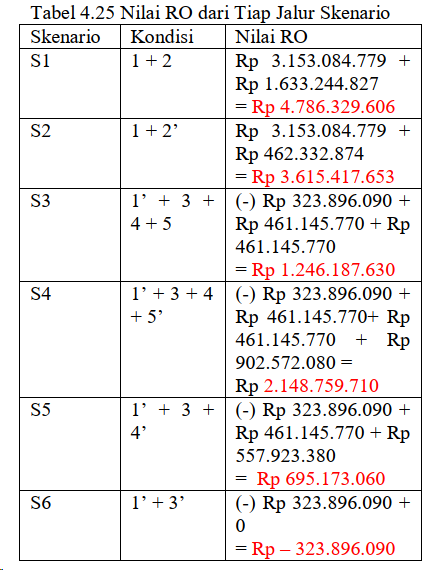 Tabel 4.25 Nilai RO dari Tiap Jalur Skenario
Skenario Kondisi Nilai RO
S1 1 + 2 Rp 3.153.084.779 +
Rp 1.633.244.827
= Rp 4.786.329.606
S2 1 + 2’ Rp 3.153.084.779 +
Rp 462.332.874
= Rp 3.615.417.653
S3 1’ + 3 + (-) Rp 323.896.090 +
4 + 5 Rp 461.145.770 + Rp
461.145.770
= Rp 1.246.187.630
S4 1’ + 3 + 4 (-) Rp 323.896.090 +
+ 5’ Rp 461.145.770+ Rp
461.145.770 + Rp
902.572.080 =
Rp 2.148.759.710
S5 1’ + 3 + (-) Rp 323.896.090 +
4’ Rp 461.145.770 + Rp
557.923.380
= Rp 695.173.060
S6 1’ + 3’ (-) Rp 323.896.090 +
0
= Rp – 323.896.090